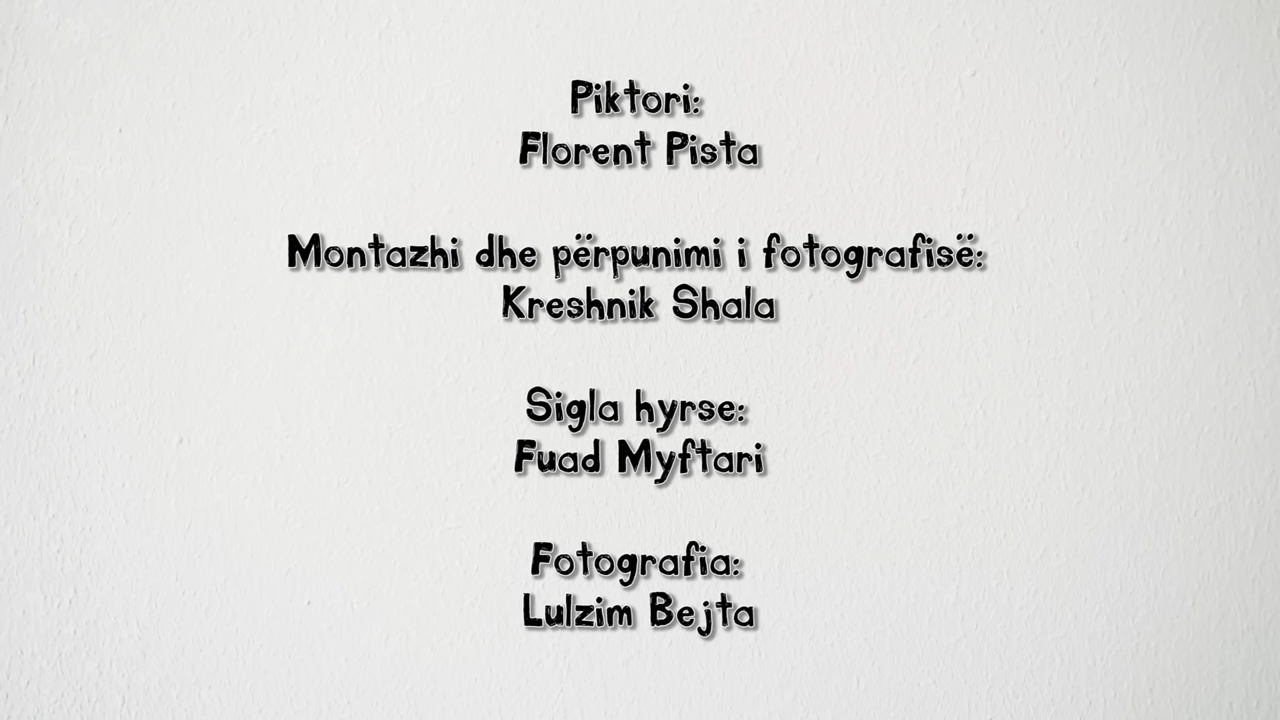 Piktori:
Florent Pista
Montazhi dhe përpunimi i fotografisë:
Kreshnik Shala
Sigla hyrse:
Fuad Myftari
Fotografia:
Lulzim Bejta